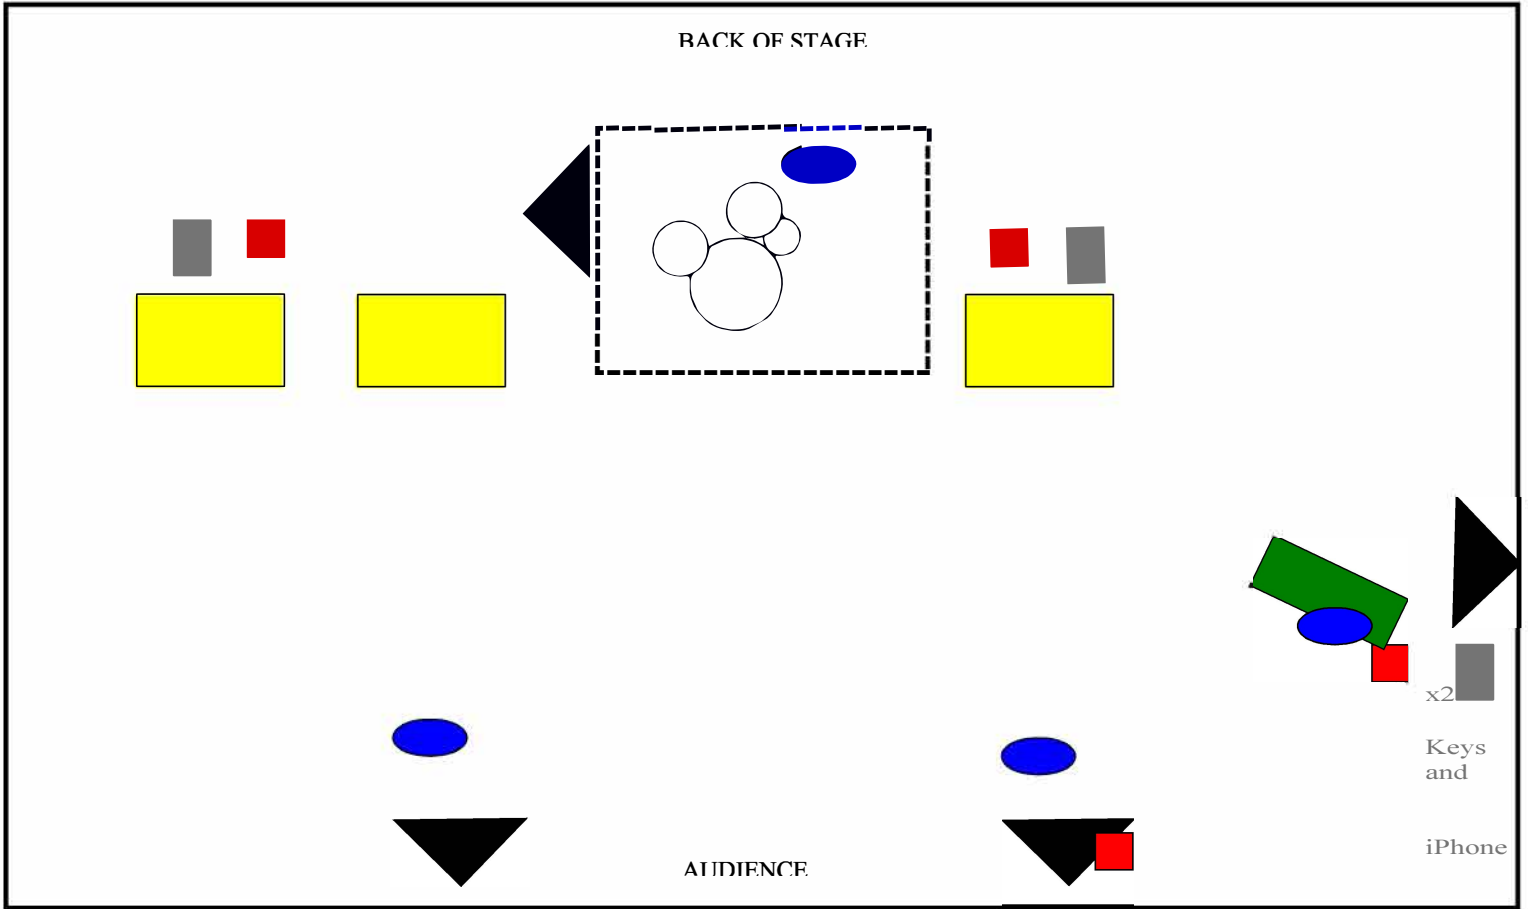 BACK OF STAGE
x2
Keys
and
iPhone
AUDIENCE